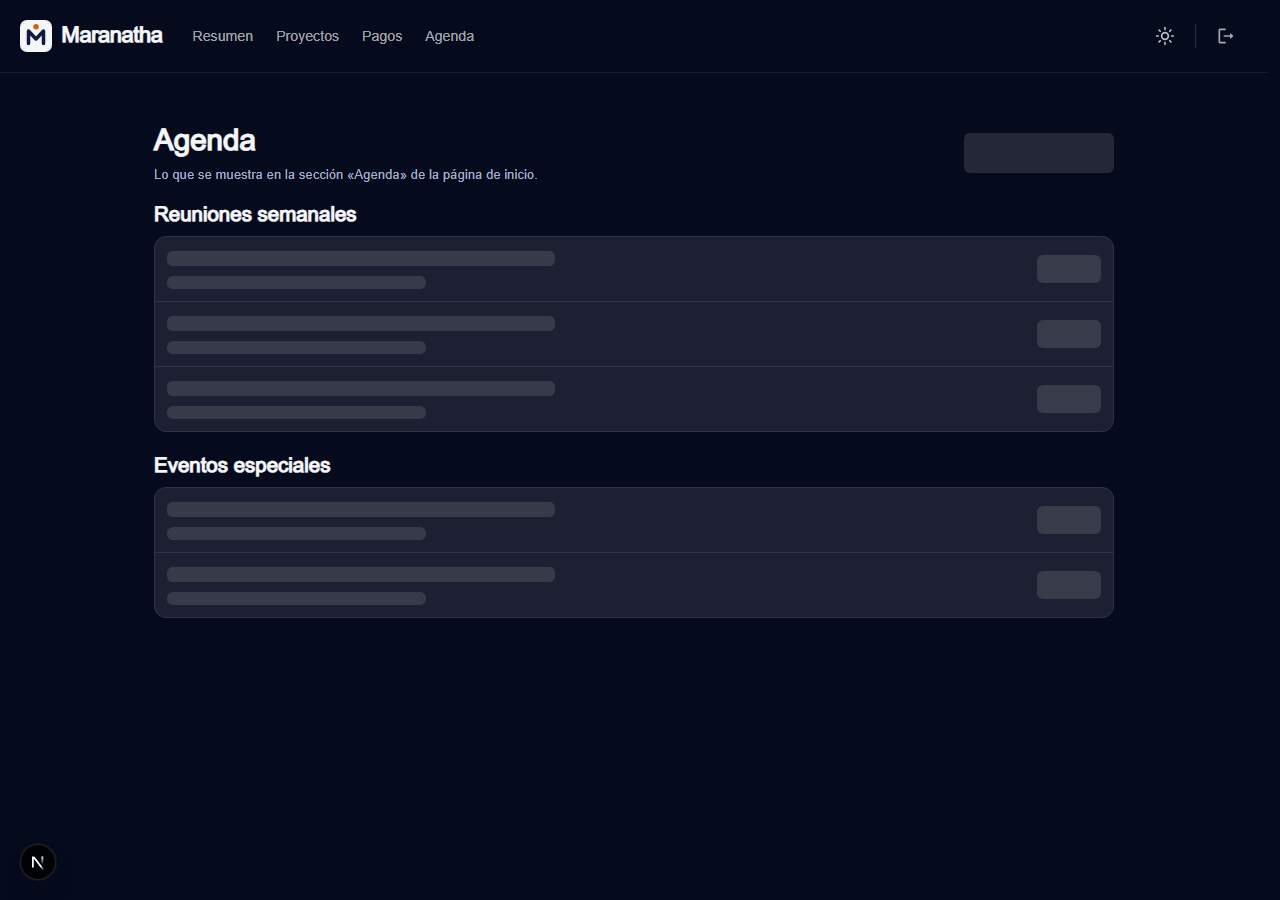 Maranatha
Resumen Proyectos Pagos Agenda
Agenda
Lo que se muestra en la sección «Agenda» de la página de inicio.
Reuniones semanales
Eventos especiales